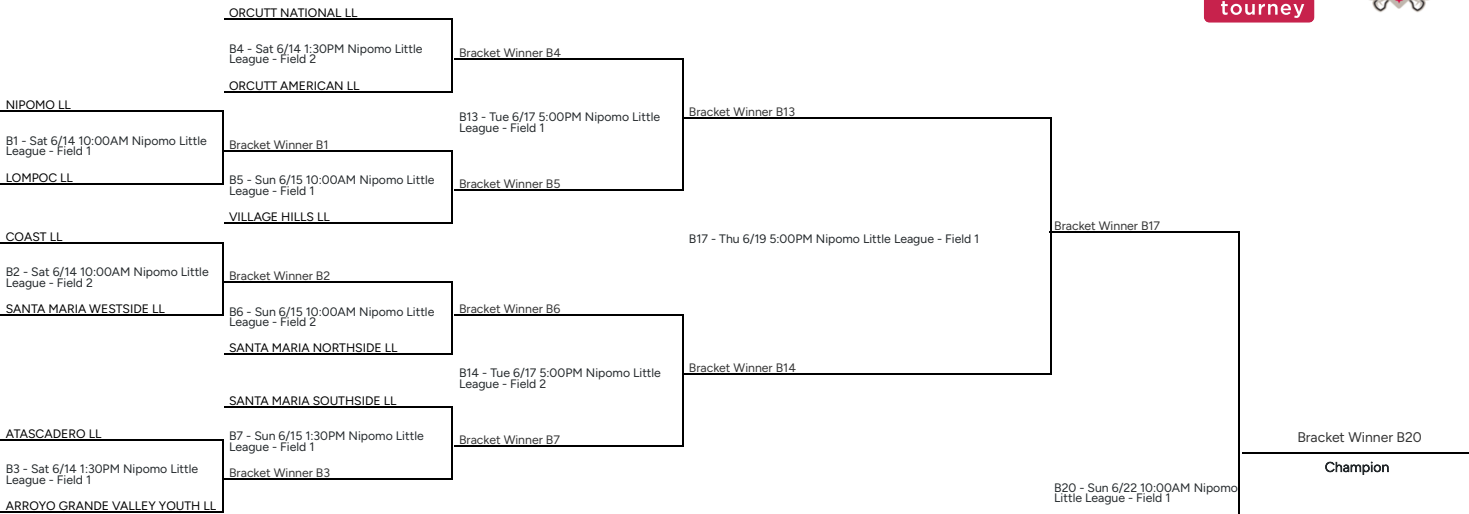 tourney
ORCUTT NATIONAL LL
B4 - Sat 6/14 1:30PM Nipomo Little
League - Field 2
ORCUTT AMERICAN LL
NIPOMO LL
B1 - Sat 6/14 10:00AM Nipomo Little
League - Field 1
LOMPOC LL
Bracket Winner B1
B5 - Sun 6/15 10:00AM Nipomo Little
League - Field 1
VILLAGE HILLS LL
COAST LL
B2 - Sat 6/14 10:00AM Nipomo Little
League - Field 2
SANTA MARIA WESTSIDE LL
Bracket Winner B2
B6 - Sun 6/15 10:00AM Nipomo Little
League - Field 2
SANTA MARIA NORTHSIDE LL
SANTA MARIA SOUTHSIDE LL
B7 - Sun 6/15 1:30PM Nipomo Little
League - Field 1
Bracket Winner B3
ATASCADERO LL
B3 - Sat 6/14 1:30PM Nipomo Little
League - Field 1
ARROYO GRANDE VALLEY YOUTH LL
Bracket Winner B4
B13 - Tue 6/17 5:00PM Nipomo Little
League - Field 1
Bracket Winner B5
Bracket Winner B6
B14 - Tue 6/17 5:00PM Nipomo Little
League - Field 2
Bracket Winner B7
Bracket Winner B13
B17 - Thu 6/19 5:00PM Nipomo Little League - Field 1
Bracket Winner B14
Bracket Winner B17
B20 - Sun 6/22 10:00AM Nipomo
Little League - Field 1
Bracket Winner B20
Champion